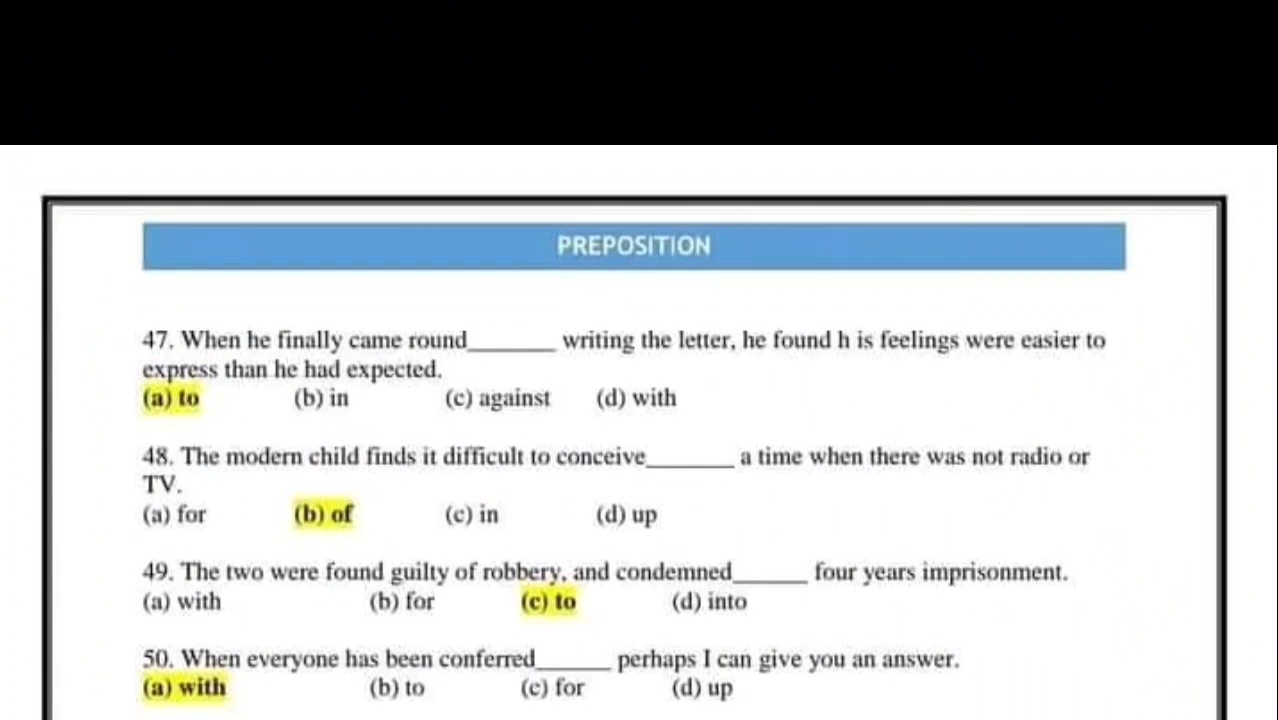 PREPOSITION
47. When he finally came round_______ writing the letter, he found h is feelings were easier to
express than he had expected.
(a) to (b) in (c) against (d) with
48. The modern child finds it difficult to conceive_______ a time when there was not radio or
TV.
(a) for (b) of (c) in (d) up
49. The two were found guilty of robbery, and condemned______ four years imprisonment.
(a) with (b) for (c) to (d) into
50. When everyone has been conferred______ perhaps I can give you an answer.
(a) with (b) to (c) for (d) up